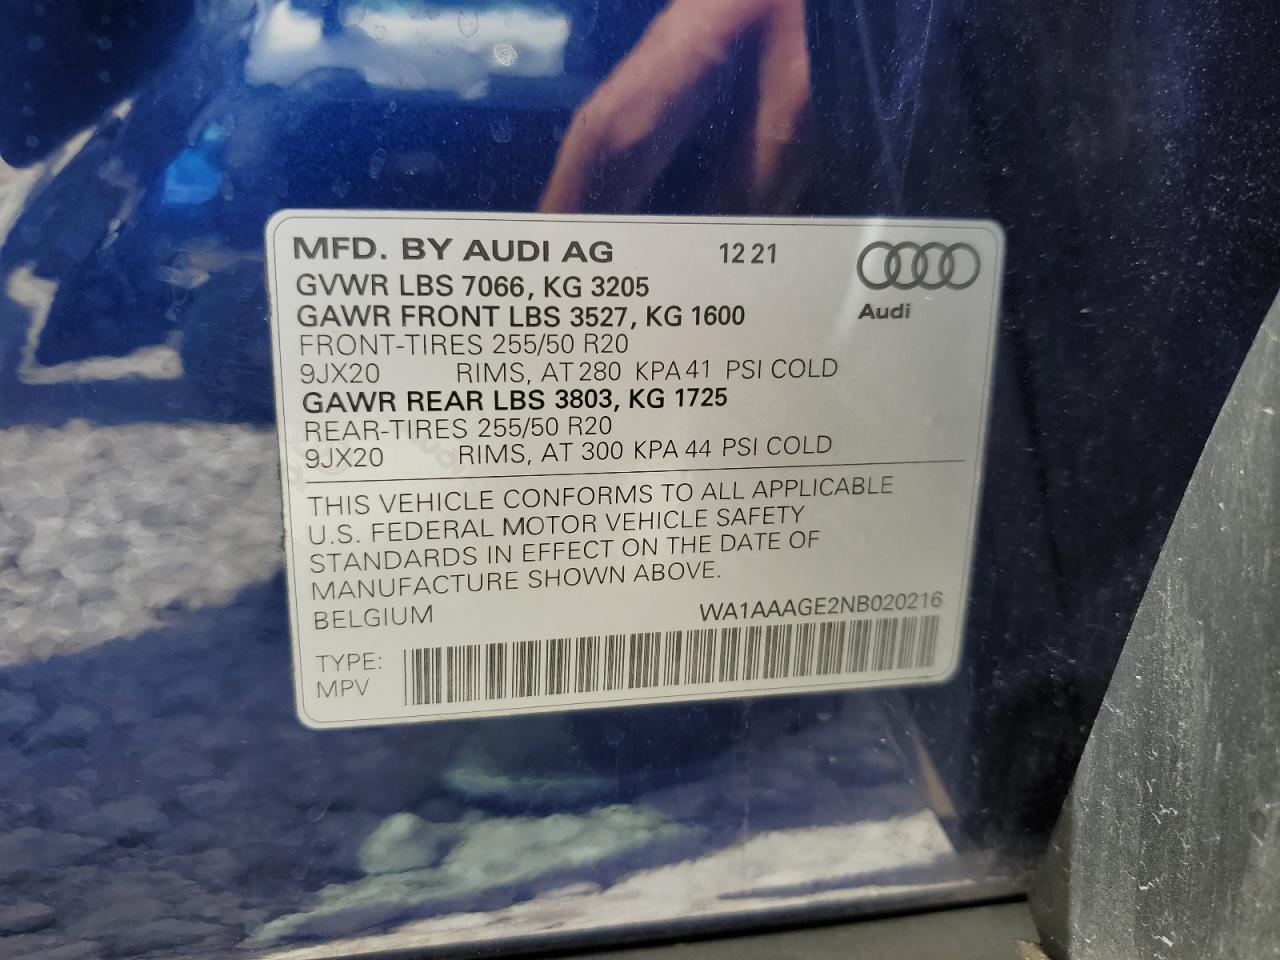 MFD. BY AUDI AG 12 21
GVWR LBS 7066, KG 3205
GAWR FRONT LBS 3527, KG 1600
FRONT-TIRES 255/50 R20
9JX20 RIMS, AT 280 KPA 41 PSI COLD
GAWR REAR LBS 3803, KG 1725
REAR-TIRES 255/50 R20
9JX20 RIMS, AT 300 KPA 44 PSI COLD
Audi
THIS VEHICLE CONFORMS TO ALL APPLICABLE
U.S. FEDERAL MOTOR VEHICLE SAFETY
STANDARDS IN EFFECT ON THE DATE OF
MANUFACTURE SHOWN ABOVE.
BELGIUM WA1AAAGE2NB020216
TYPE:
MPV